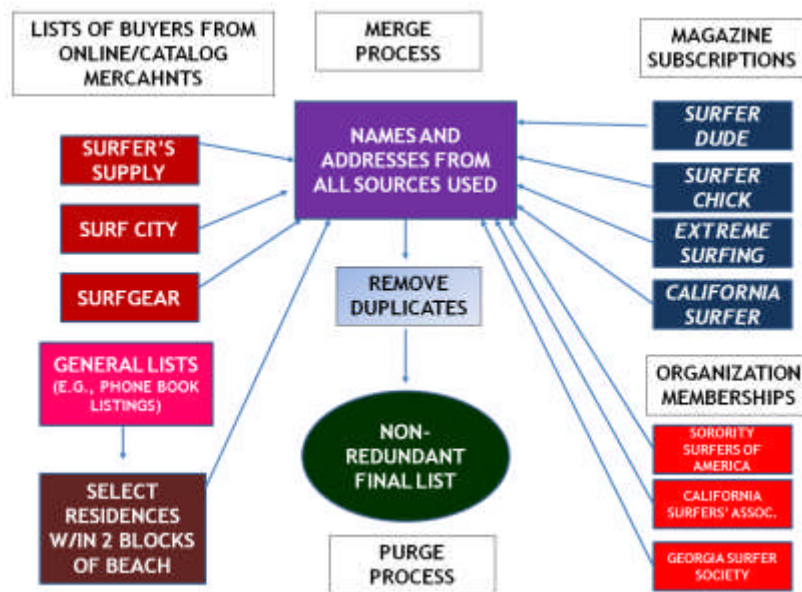 LISTS OF BUYERS FROM
ONLINE/CATALOG
MERCAHNTS
MERGE
PROCESS
MAGAZINE
SUBSCRIPTIONS
SURFER'S
SUPPLY
SURF CITY
SURFGEAR
NAMES AND
ADDRESSES FROM
ALL SOURCES USED
SURFER
DUDE
SURFER
CHICK
EXTREME
SURFING
CALIFORNIA
SURFER
REMOVE
DUPLICATES
GENERAL LISTS
(E.G., PHONE BOOK
LISTINGS)
SELECT
RESIDENCES
W/IN 2 BLOCKS
OF BEACH
NON-
REDUNDANT
FINAL LIST
PURGE
PROCESS
ORGANIZATION
MEMBERSHIPS
SORORITY
SURFERS OF
AMERICA
CALIFORNIA
SURFERS' ASSOC.
GEORGIA SURFER
SOCIETY